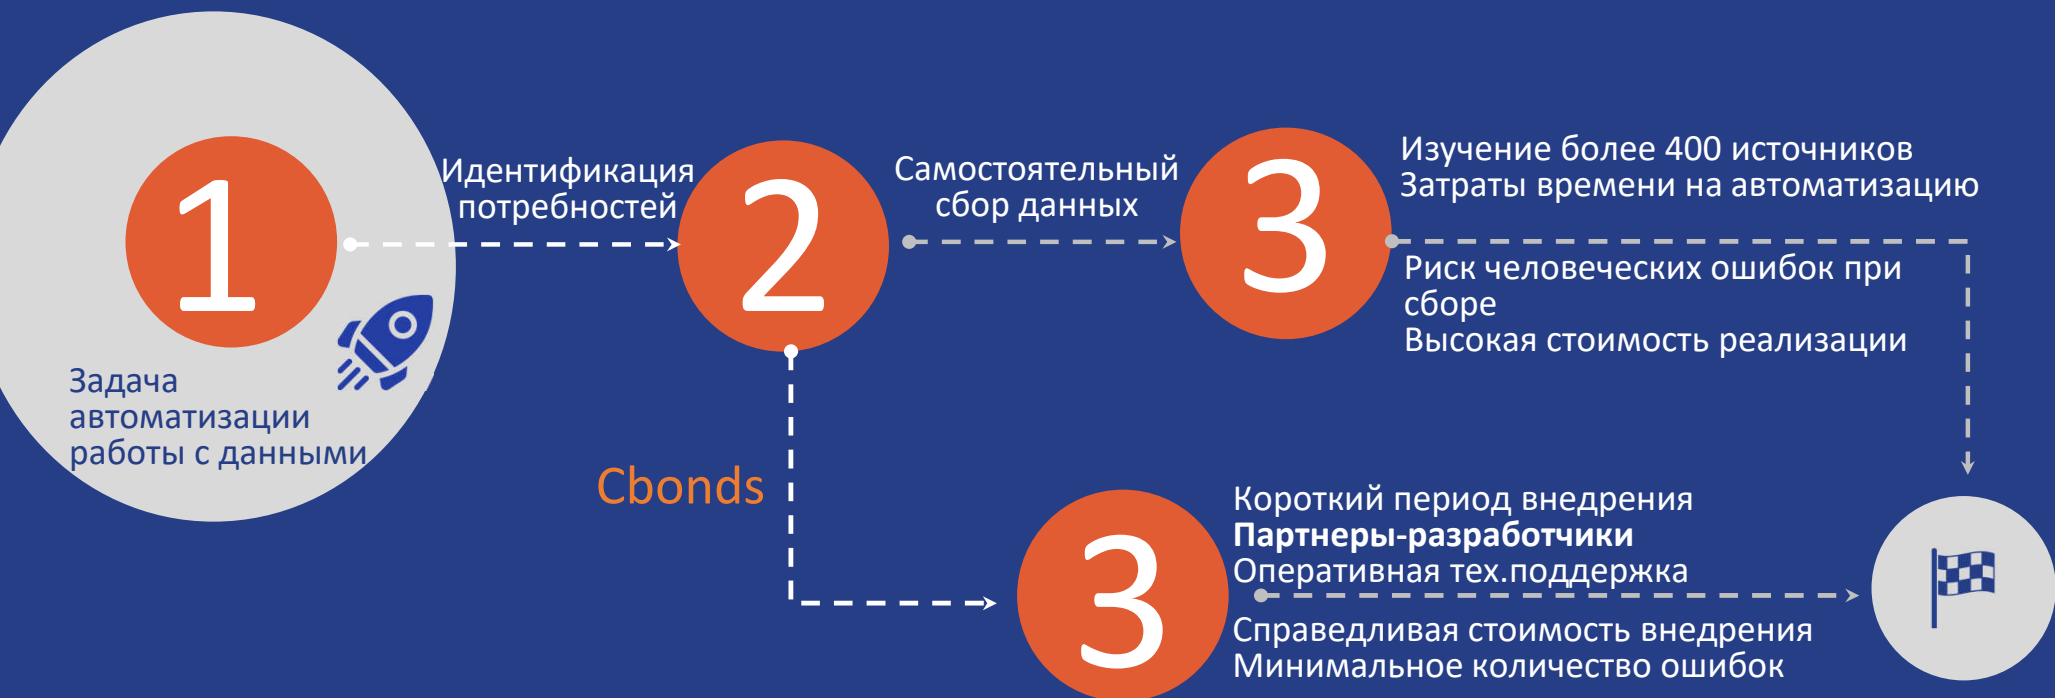 1
Задача
автоматизации
работы с данными
Идентификация
потребностей
2
Самостоятельный
сбор данных
3
Изучение более 400 источников
Затраты времени на автоматизацию
Риск человеческих ошибок при
сборе
Высокая стоимость реализации
Cbonds
3
Короткий период внедрения
Партнеры-разработчики
Оперативная тех.поддержка
Справедливая стоимость внедрения
Минимальное количество ошибок